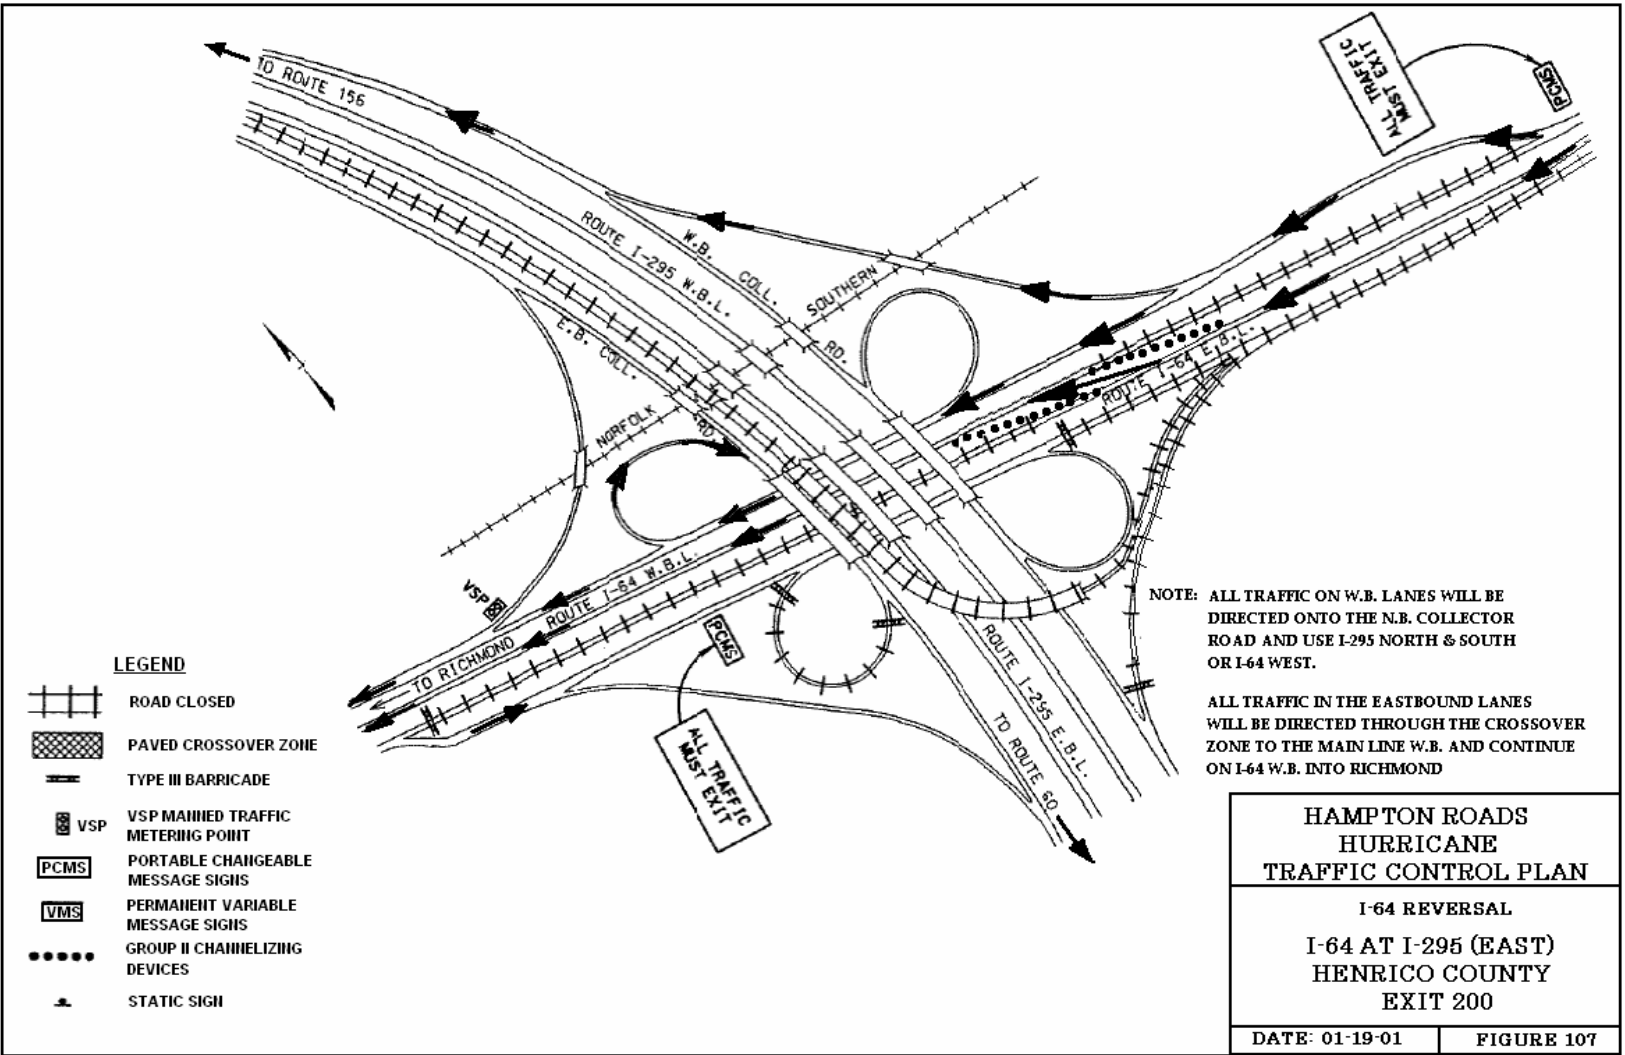 TO ROUTE 156
ALL TRAFFIC
MUST EXIT
PCMS
ROUTE I-295 W.B.L.
W.B. COLL. RD.
SOUTHERN
E.B. COLL. RD
NORFOLK
ROUTE I-64 E.B.L.
VSP
ROUTE I-64 W.B.L.
TO RICHMOND
PCMS
ALL TRAFFIC
MUST EXIT
ROUTE I-295 E.B.L.
TO ROUTE 60
NOTE: ALL TRAFFIC ON W.B. LANES WILL BE
DIRECTED ONTO THE N.B. COLLECTOR
ROAD AND USE I-295 NORTH & SOUTH
OR I-64 WEST.
ALL TRAFFIC IN THE EASTBOUND LANES
WILL BE DIRECTED THROUGH THE CROSSOVER
ZONE TO THE MAIN LINE W.B. AND CONTINUE
ON I-64 W.B. INTO RICHMOND
LEGEND
ROAD CLOSED
PAVED CROSSOVER ZONE
TYPE III BARRICADE
VSP
VSP MANNED TRAFFIC
METERING POINT
PCMS
PORTABLE CHANGEABLE
MESSAGE SIGNS
VMS
PERMANENT VARIABLE
MESSAGE SIGNS
GROUP II CHANNELIZING
DEVICES
STATIC SIGN
HAMPTON ROADS
HURRICANE
TRAFFIC CONTROL PLAN
I-64 REVERSAL
I-64 AT I-295 (EAST)
HENRICO COUNTY
EXIT 200
DATE: 01-19-01
FIGURE 107